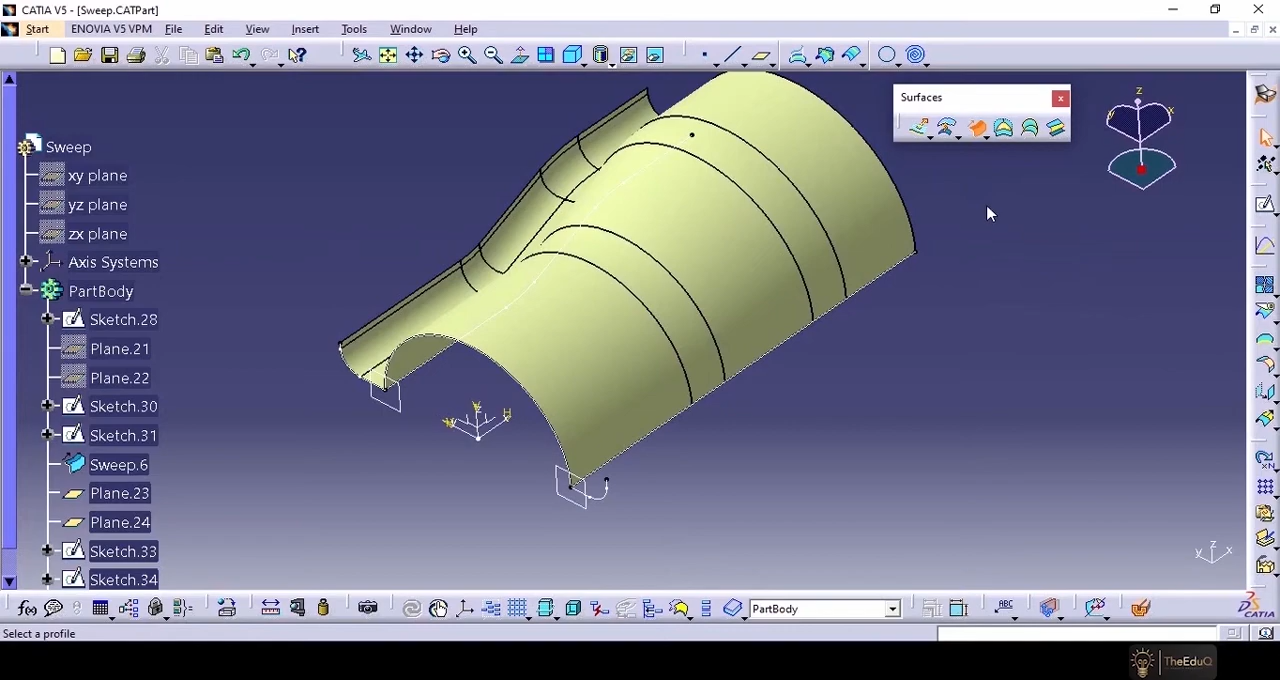 CATIA V5 - [Sweep.CATPart]
Start ENOVIA V5 VPM File Edit View Insert Tools Window Help
Surfaces
z
y x
Sweep
xy plane
yz plane
zx plane
Axis Systems
PartBody
Sketch.28
Plane.21
Plane.22
Sketch.30
Sketch.31
Sweep.6
Plane.23
Plane.24
Sketch.33
Sketch.34
H
z
y x
f(x) PartBody ABC
CATIA
Select a profile
TheEduQ